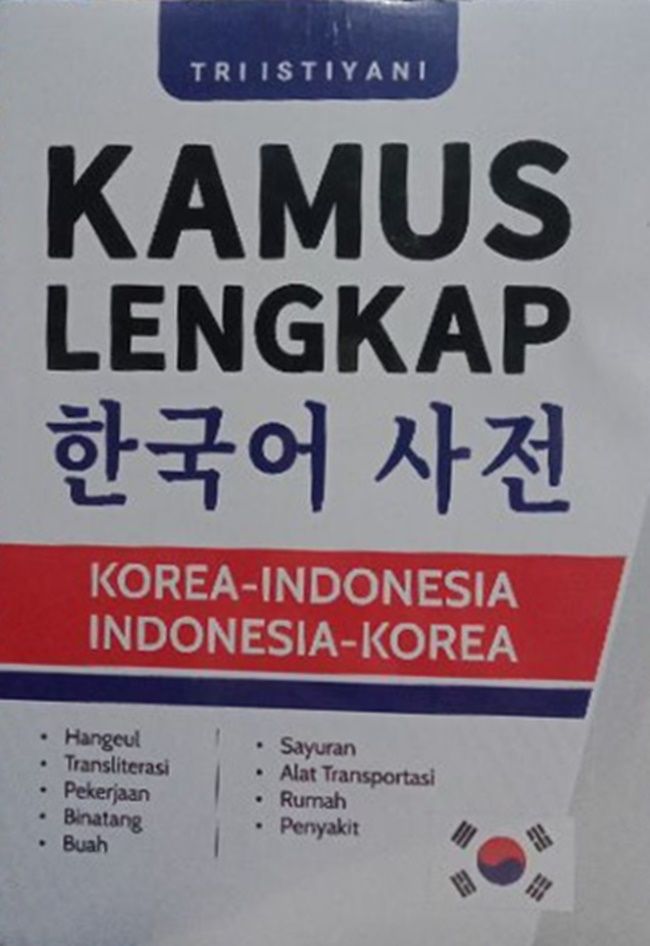 TRI ISTIYANI
KAMUS
LENGKAP
한국어 사전
KOREA-INDONESIA
INDONESIA-KOREA
• Hangeul
• Transliterasi
• Pekerjaan
• Binatang
• Buah
• Sayuran
• Alat Transportasi
• Rumah
• Penyakit